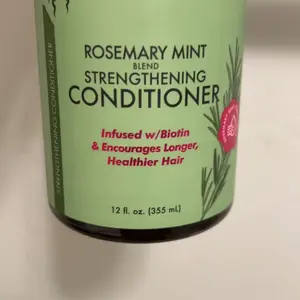 ROSEMARY MINT
BLEND
STRENGTHENING
CONDITIONER
Infused w/Biotin
& Encourages Longer,
Healthier Hair
12 fl. oz. (355 mL)
STRENGTHENING CONDITIONER